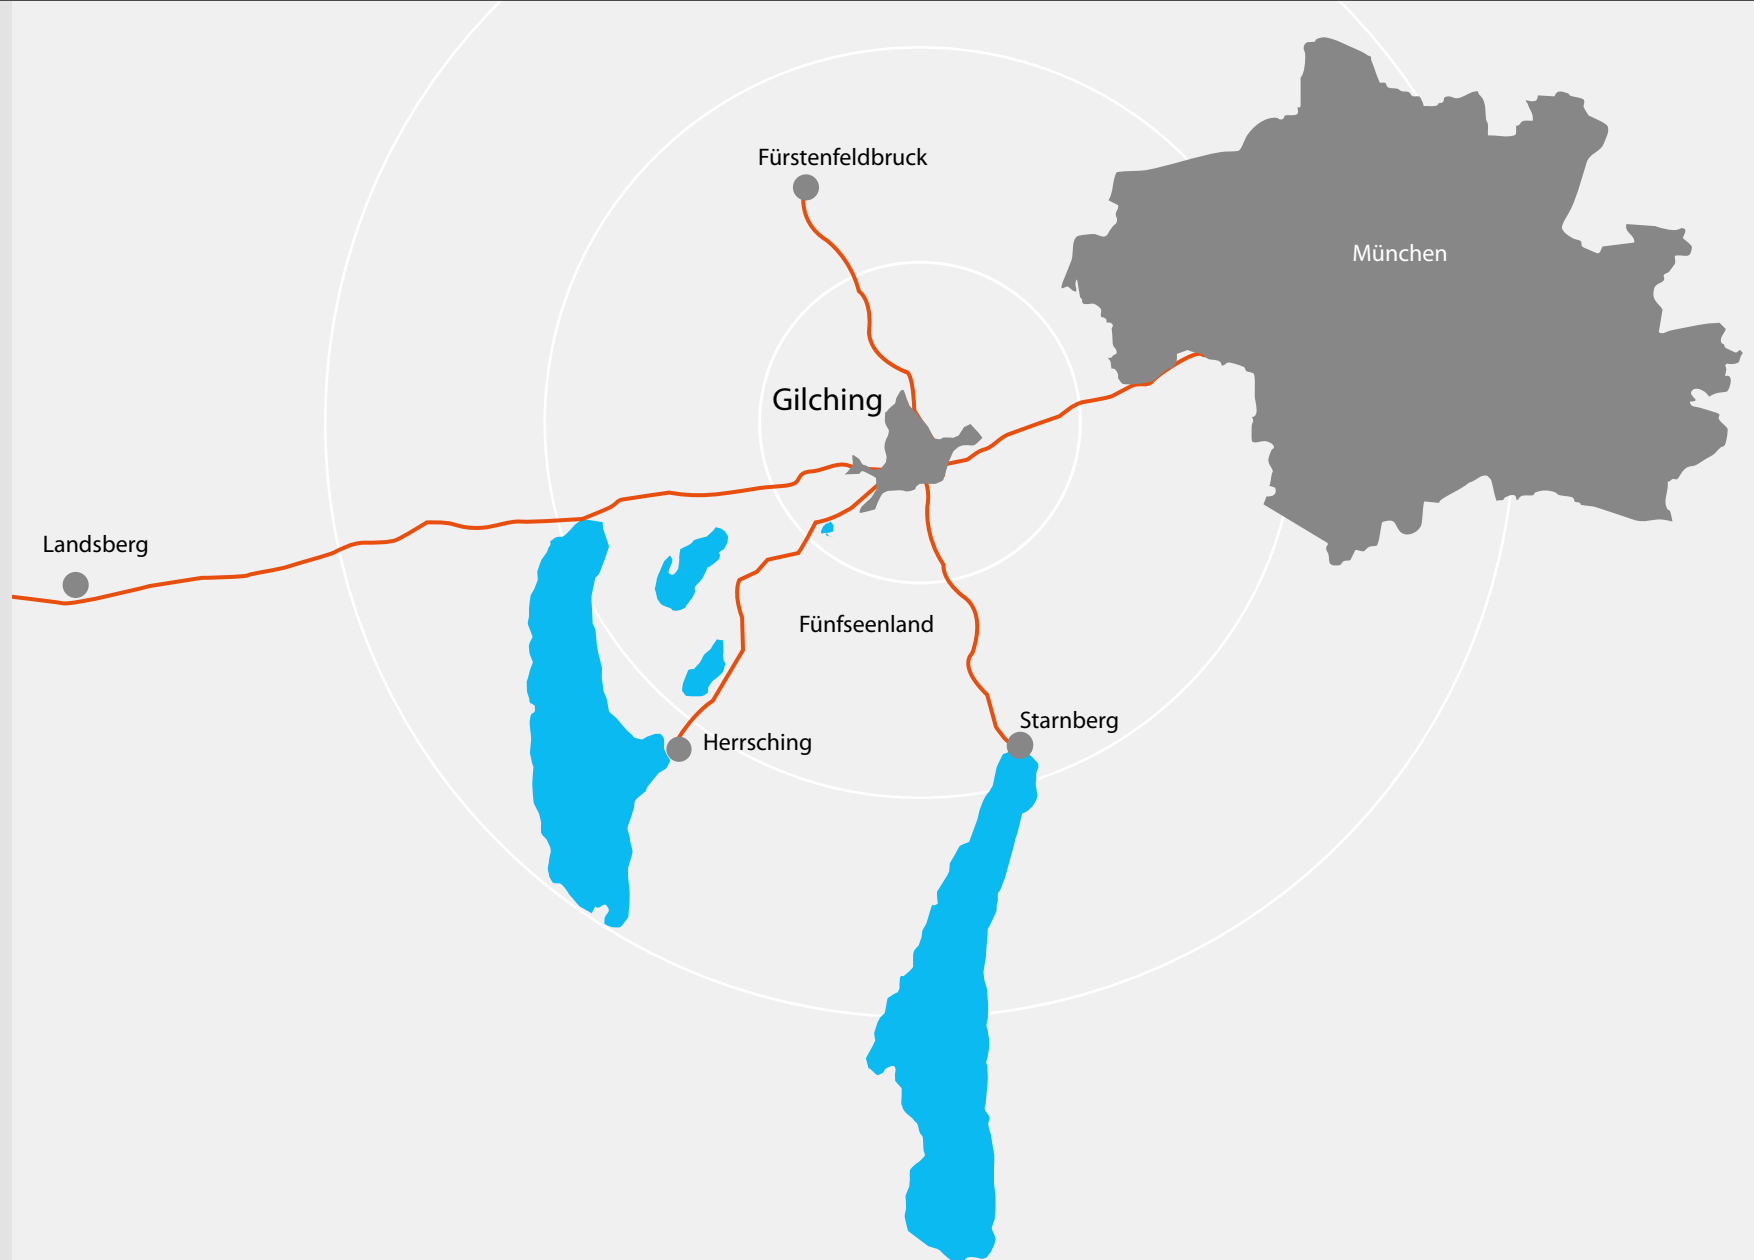 Fürstenfeldbruck
München
Gilching
Landsberg
Fünfseenland
Starnberg
Herrsching